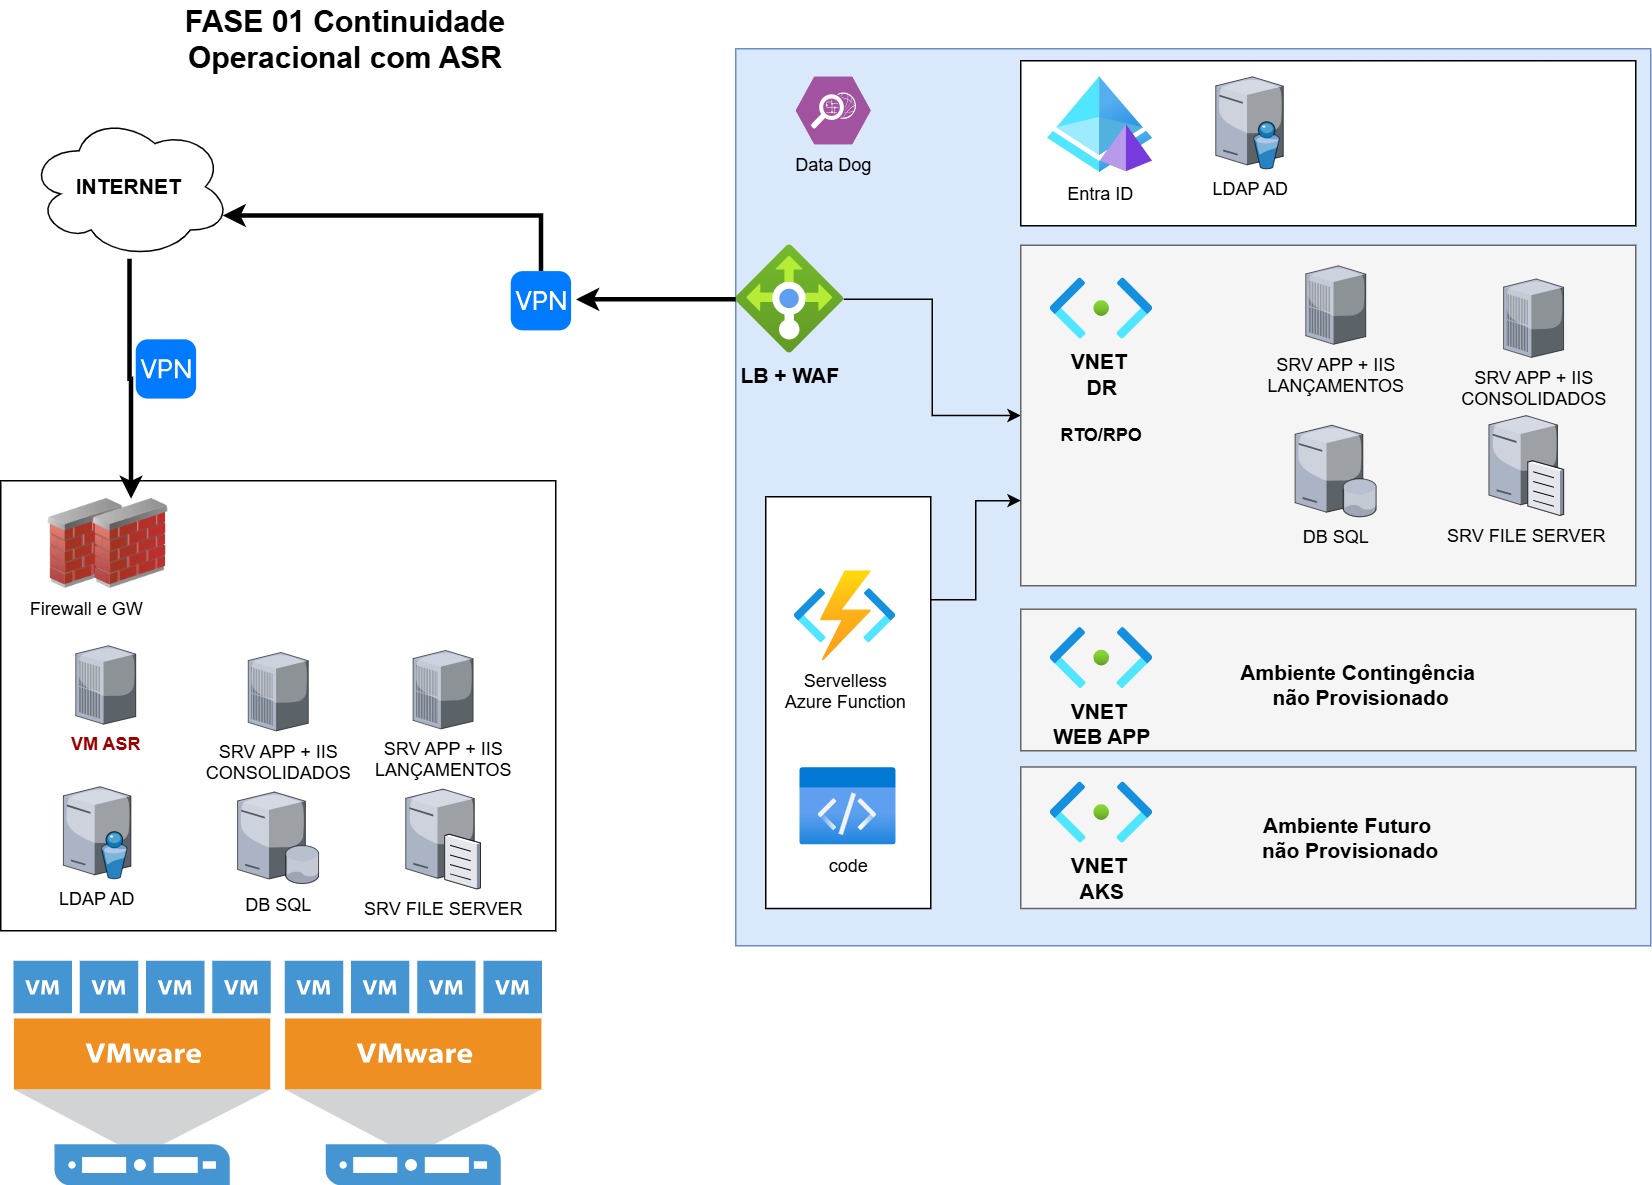 FASE 01 Continuidade
Operacional com ASR
INTERNET
VPN
VPN
Firewall e GW
VM ASR
SRV APP + IIS
CONSOLIDADOS
SRV APP + IIS
LANÇAMENTOS
LDAP AD
DB SQL
SRV FILE SERVER
VM
VM
VM
VM
VM
VM
VM
VM
VMware
VMware
Data Dog
Entra ID
LDAP AD
LB + WAF
VNET
DR
RTO/RPO
SRV APP + IIS
LANÇAMENTOS
SRV APP + IIS
CONSOLIDADOS
DB SQL
SRV FILE SERVER
Servelless
Azure Function
code
VNET
WEB APP
Ambiente Contingência
não Provisionado
VNET
AKS
Ambiente Futuro
não Provisionado